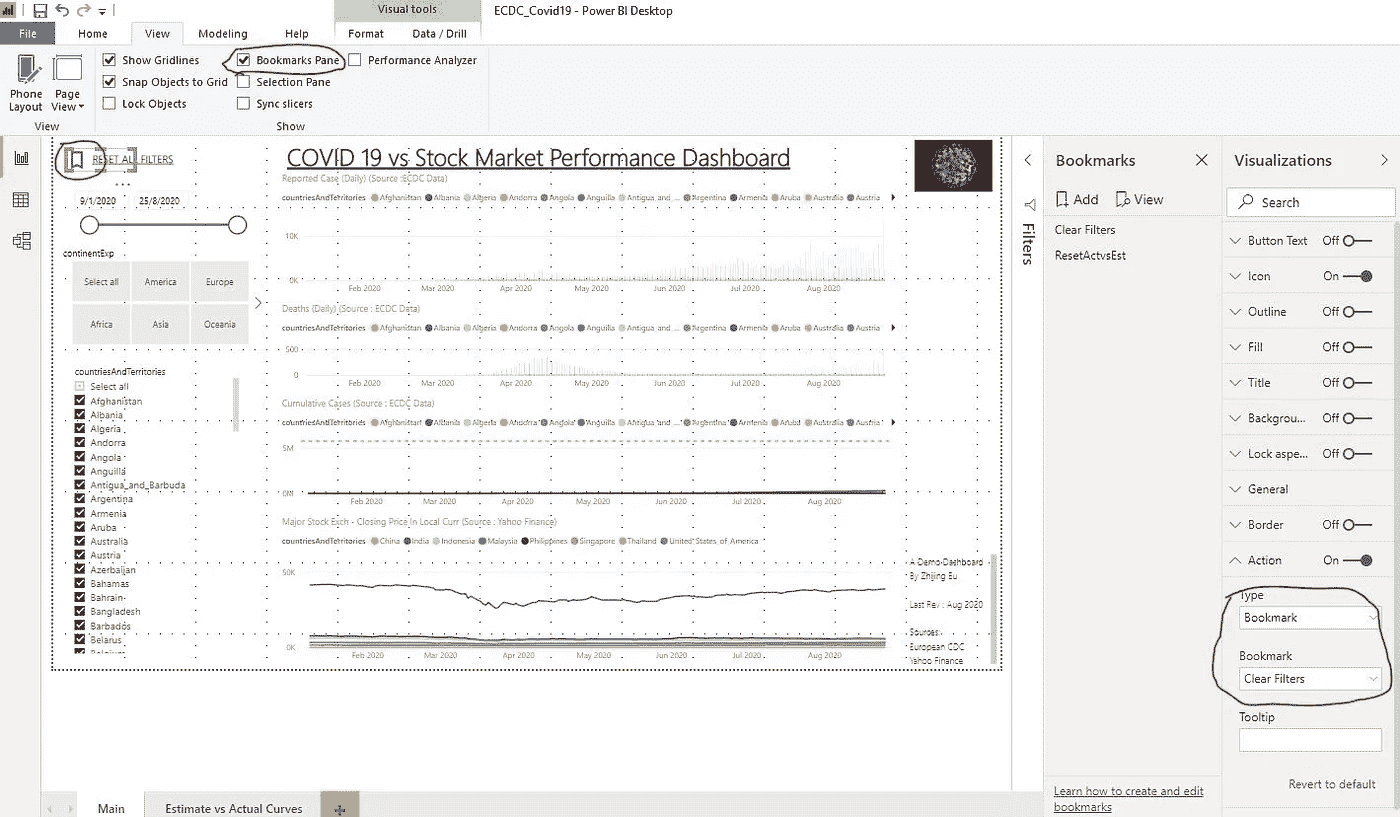 Visual tools
ECDC_Covid19 - Power BI Desktop
File Home View Modeling Help Format Data / Drill
Show Gridlines
Snap Objects to Grid
Lock Objects
Bookmarks Pane
Selection Pane
Sync slicers
Performance Analyzer
Phone Layout
Page View
View
Show
RESET ALL FILTERS
COVID 19 vs Stock Market Performance Dashboard
9/1/2020 25/8/2020
continentExp
Select all America Europe
Africa Asia Oceania
countriesAndTerritories
Select all
Afghanistan
Albania
Algeria
Andorra
Angola
Anguilla
Antigua_and_Barbuda
Argentina
Armenia
Aruba
Australia
Austria
Azerbaijan
Bahamas
Bahrain
Bangladesh
Barbados
Belarus
Belgium
Reported Case (Daily) (Source :ECDC Data)
countriesAndTerritories Afghanistan Albania Algeria Andorra Angola Anguilla Antigua_and_... Argentina Armenia Aruba Australia Austria
10K
0K
Feb 2020 Mar 2020 Apr 2020 May 2020 Jun 2020 Jul 2020 Aug 2020
Deaths (Daily) (Source : ECDC Data)
countriesAndTerritories Afghanistan Albania Algeria Andorra Angola Anguilla Antigua_and_... Argentina Armenia Aruba Australia Austria
500
0
Feb 2020 Mar 2020 Apr 2020 May 2020 Jun 2020 Jul 2020 Aug 2020
Cumulative Cases (Source : ECDC Data)
countriesAndTerritories Afghanistan Albania Algeria Andorra Angola Anguilla Antigua_and_... Argentina Armenia Aruba Australia Austria
5M
0M
Feb 2020 Mar 2020 Apr 2020 May 2020 Jun 2020 Jul 2020 Aug 2020
Major Stock Exch - Closing Price In Local Curr (Source : Yahoo Finance)
countriesAndTerritories China India Indonesia Malaysia Philippines Singapore Thailand United_States_of_America
50K
0K
Feb 2020 Mar 2020 Apr 2020 May 2020 Jun 2020 Jul 2020 Aug 2020
A Demo Dashboard
By Zhijing Eu
Last Rev : Aug 2020
Sources:
European CDC
Yahoo Finance
Filters
Bookmarks
Add View
Clear Filters
ResetActvsEst
Learn how to create and edit
bookmarks
Visualizations
Search
Button Text Off
Icon On
Outline Off
Fill Off
Title Off
Backgrou... Off
Lock aspe... Off
General
Border Off
Action On
Type
Bookmark
Bookmark
Clear Filters
Tooltip
Revert to default
Main Estimate vs Actual Curves